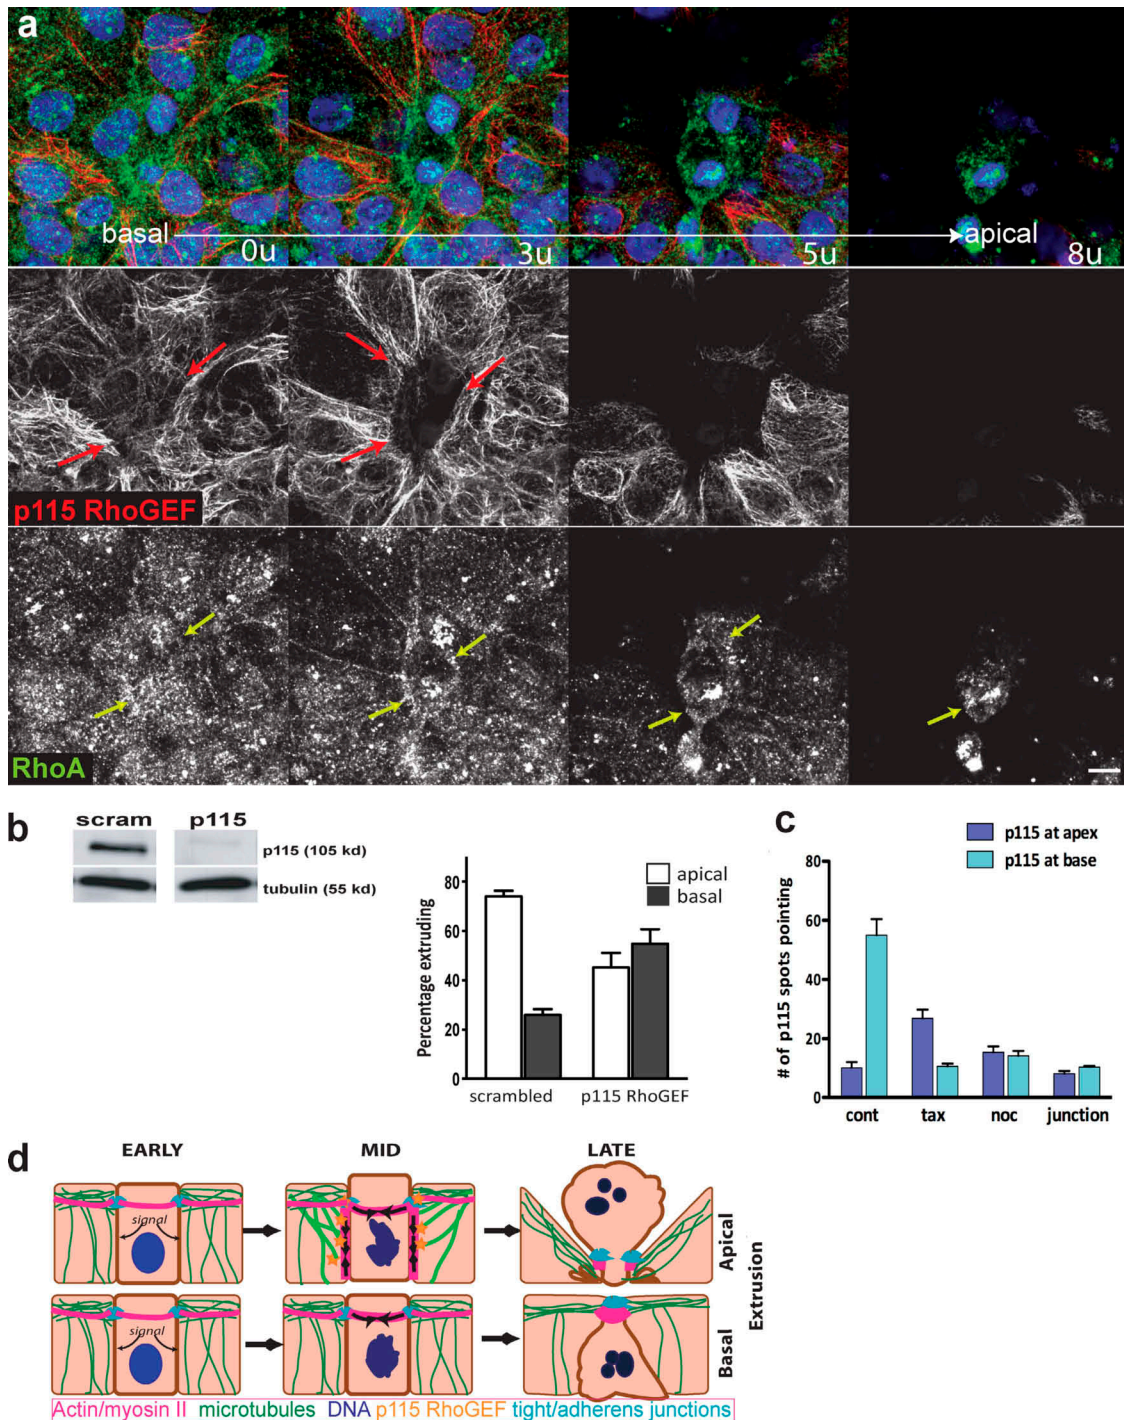 a
basal
apical
0u
3u
5u
8u
p115 RhoGEF
RhoA
b
scram
p115
p115 (105 kd)
tubulin (55 kd)
Percentage extruding
80
60
40
20
0
apical
basal
scrambled
p115 RhoGEF
c
p115 at apex
p115 at base
# of p115 spots pointing
80
60
40
20
0
cont
tax
noc
junction
d
EARLY
MID
LATE
signal
signal
Apical
Basal
Extrusion
Actin/myosin II microtubules DNA p115 RhoGEF tight/adherens junctions